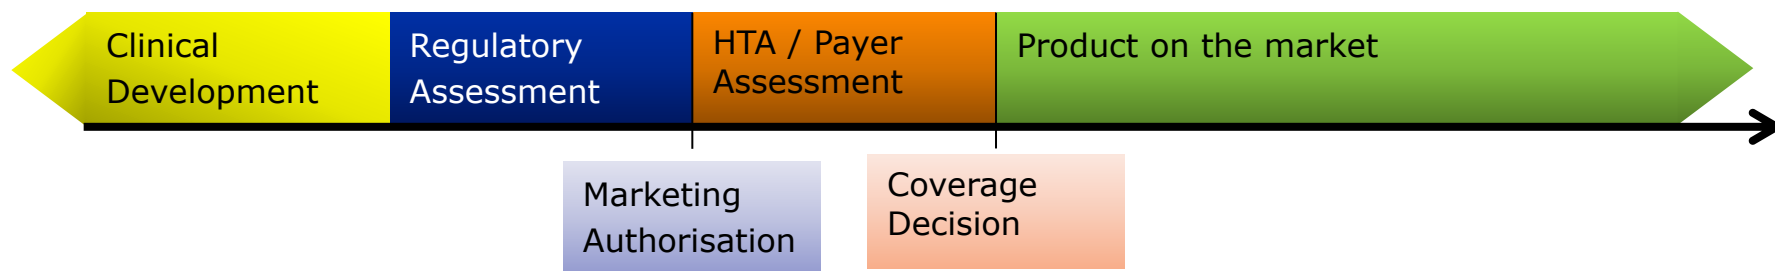 Clinical
Development
Regulatory
Assessment
HTA / Payer
Assessment
Product on the market
Marketing
Authorisation
Coverage
Decision